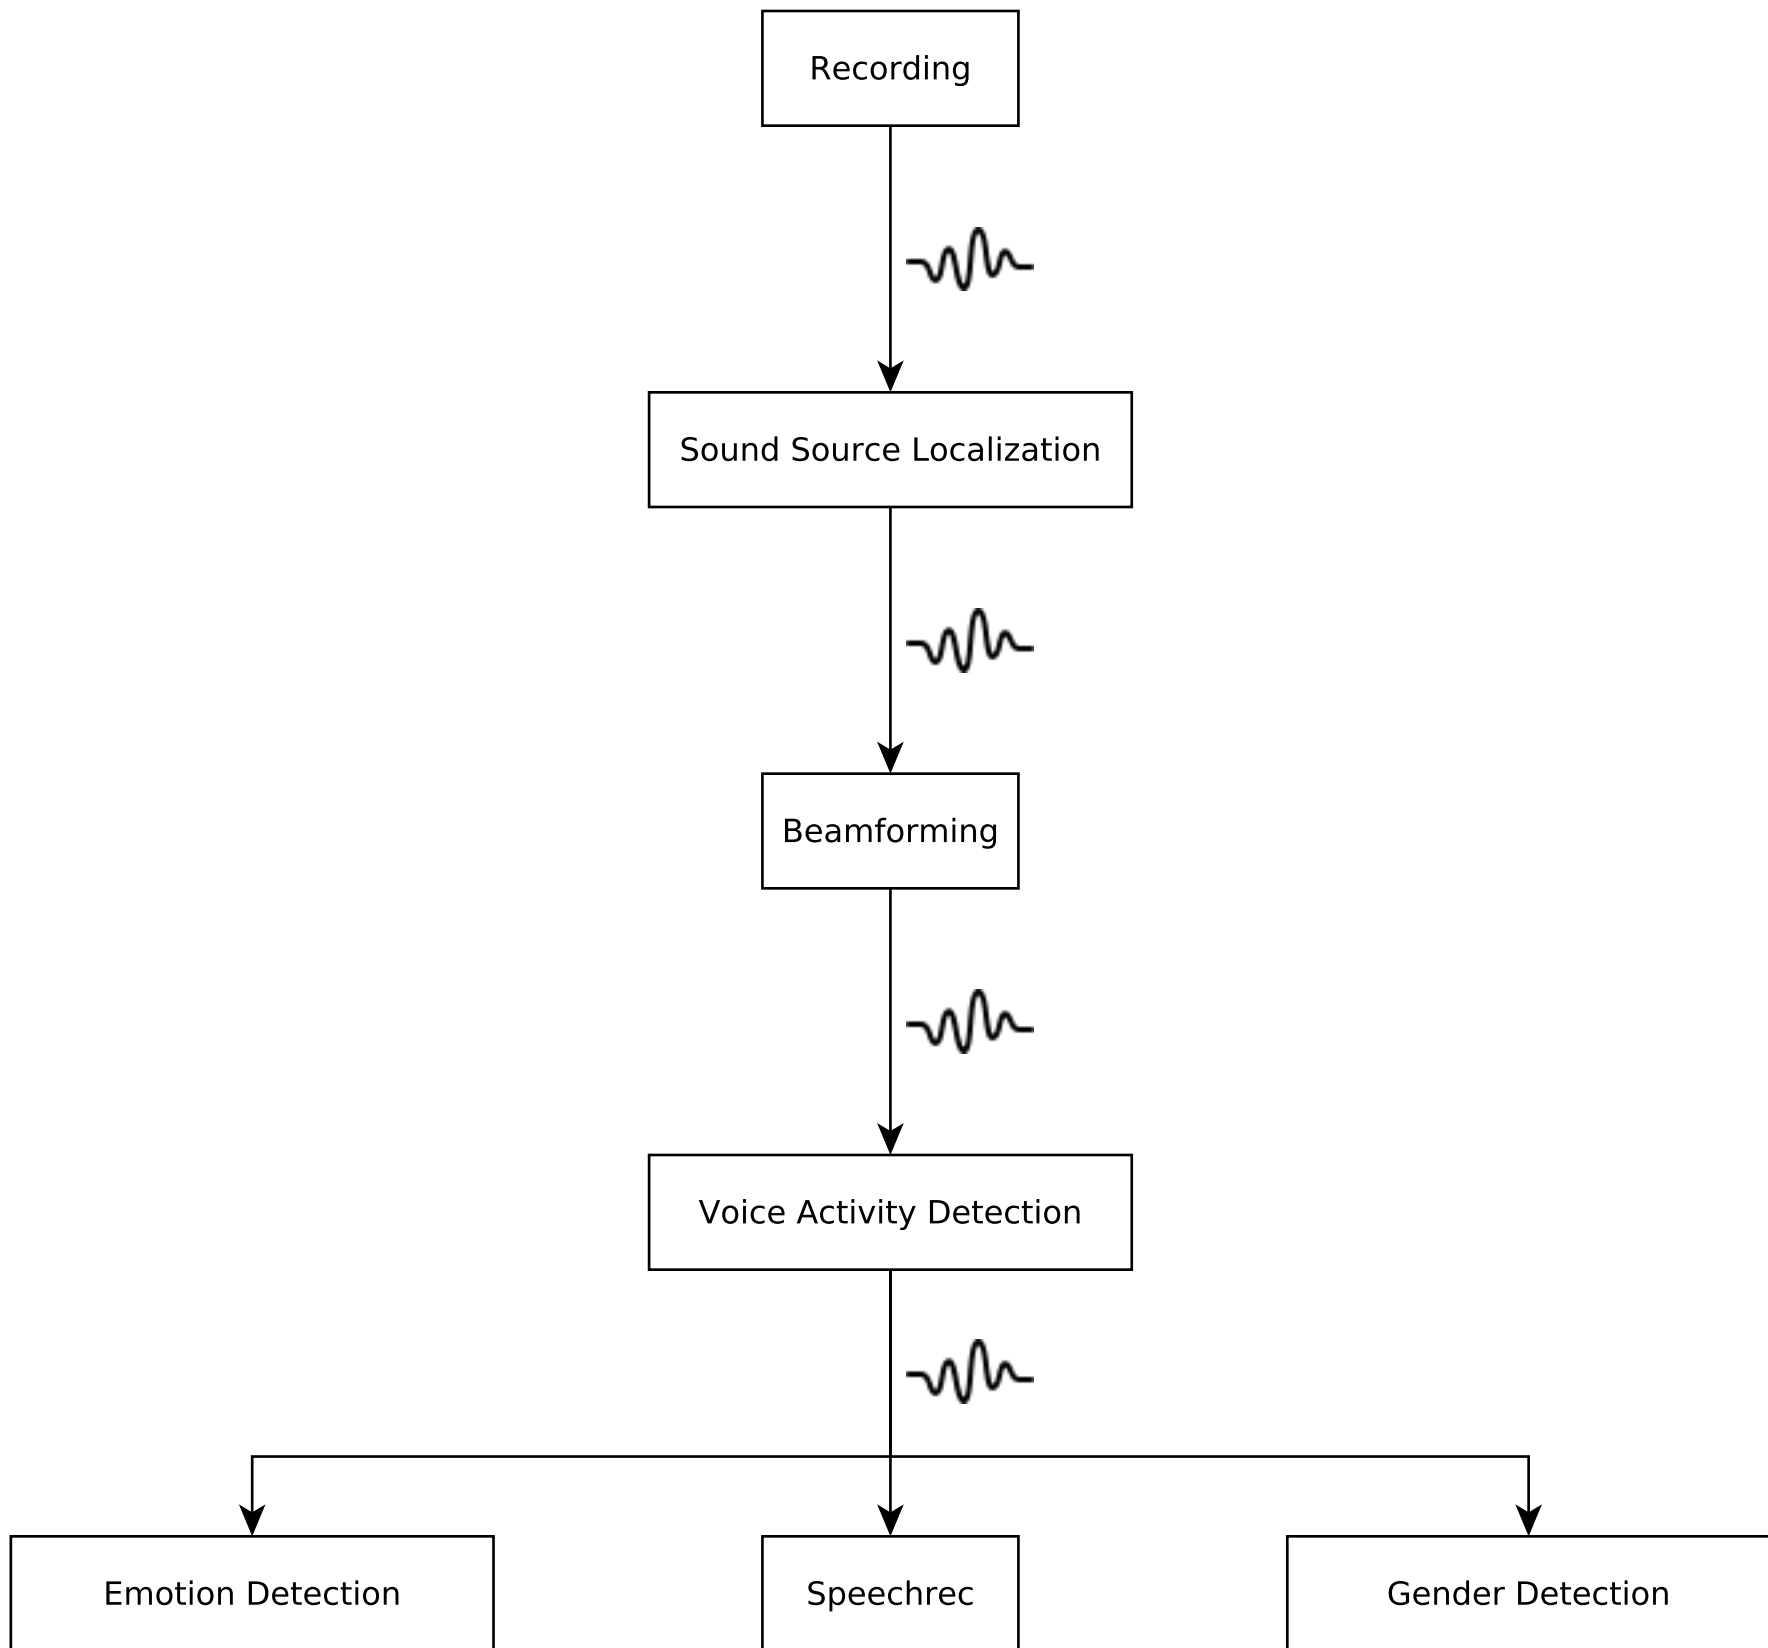 Recording
Sound Source Localization
Beamforming
Voice Activity Detection
Emotion Detection
Speechrec
Gender Detection